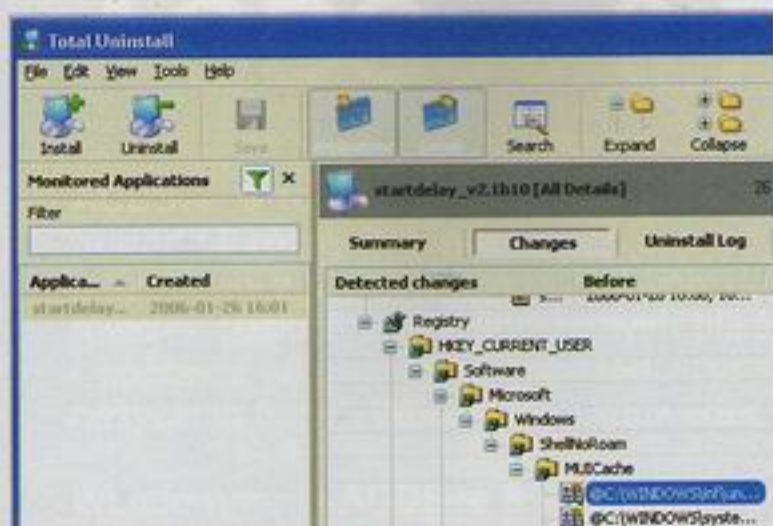 Total Uninstall
File Edit View Tools Help
Install Uninstall Save Search Expand Collapse
Monitored Applications ×
startdelay_v2.1b10 [All Details] 26
Filter
Summary Changes Uninstall Log
Applica... Created
Detected changes Before
startdelay... 2006-01-26 16:01
s...
Registry
HKEY_CURRENT_USER
Software
Microsoft
Windows
ShellNoRoam
MUICache
@C:\WINDOWS\inf\un...
@C:\WINDOWS\syste...